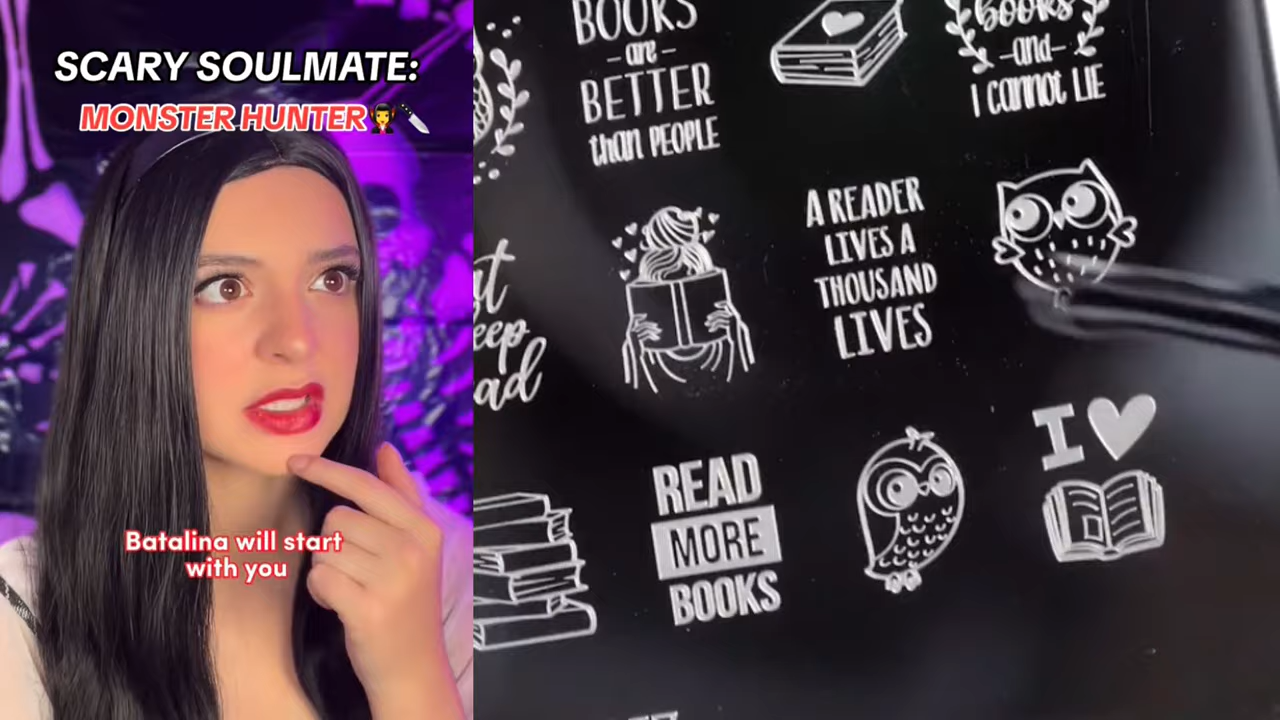 SCARY SOULMATE:
MONSTER HUNTER
Batalina will start
with you
BOOKS
are
BETTER
than PEOPLE
books
and
I cannot LIE
A READER
LIVES A
THOUSAND
LIVES
READ
MORE
BOOKS
I